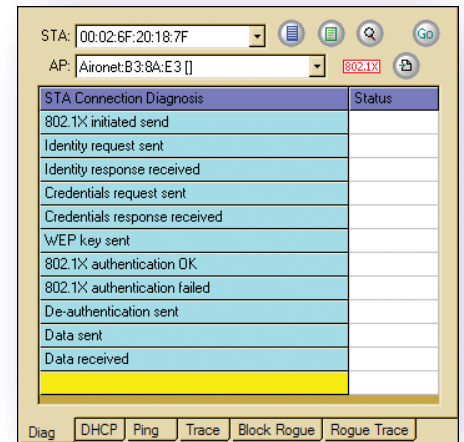 STA: 00:02:6F:20:18:7F Go
AP: Aironet:B3:8A:E3 [] 802.1X
STA Connection Diagnosis Status
802.1X initiated send
Identity request sent
Identity response received
Credentials request sent
Credentials response received
WEP key sent
802.1X authentication OK
802.1X authentication failed
De-authentication sent
Data sent
Data received
Diag DHCP Ping Trace Block Rogue Rogue Trace